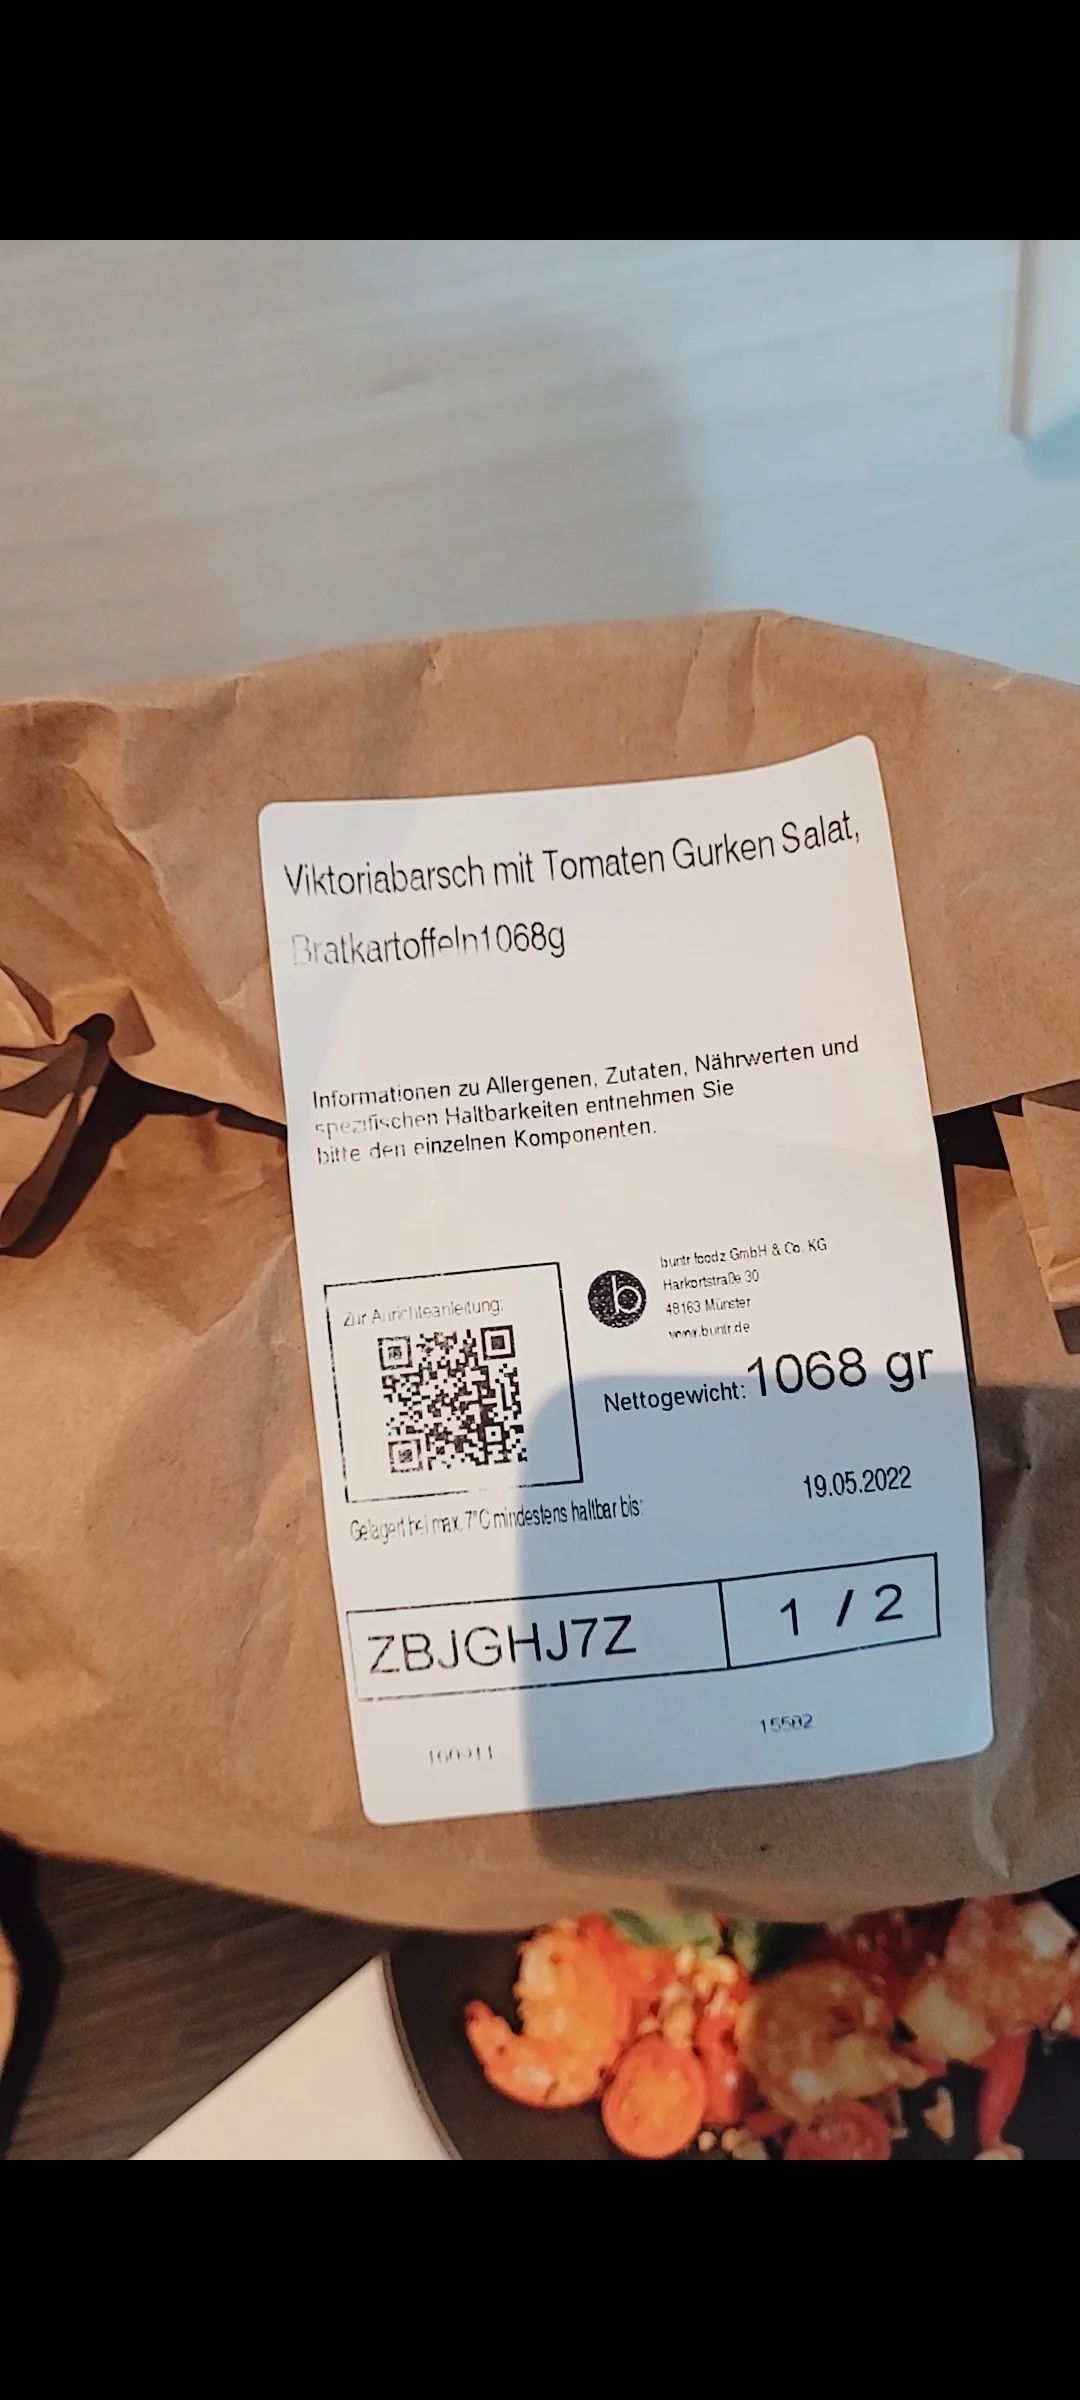 Viktoriabarsch mit Tomaten Gurken Salat,
Bratkartoffeln1068g
Informationen zu Allergenen, Zutaten, Nährwerten und
spezifischen Haltbarkeiten entnehmen Sie
bitte den einzelnen Komponenten.
Zur Anrichteanleitung:
b
buntr foodz GmbH & Co. KG
Harkortstraße 30
48163 Münster
www.buntr.de
Nettogewicht: 1068 gr
Gelagert bei max. 7°C mindestens haltbar bis:
19.05.2022
ZBJGHJ7Z
1 / 2
15502